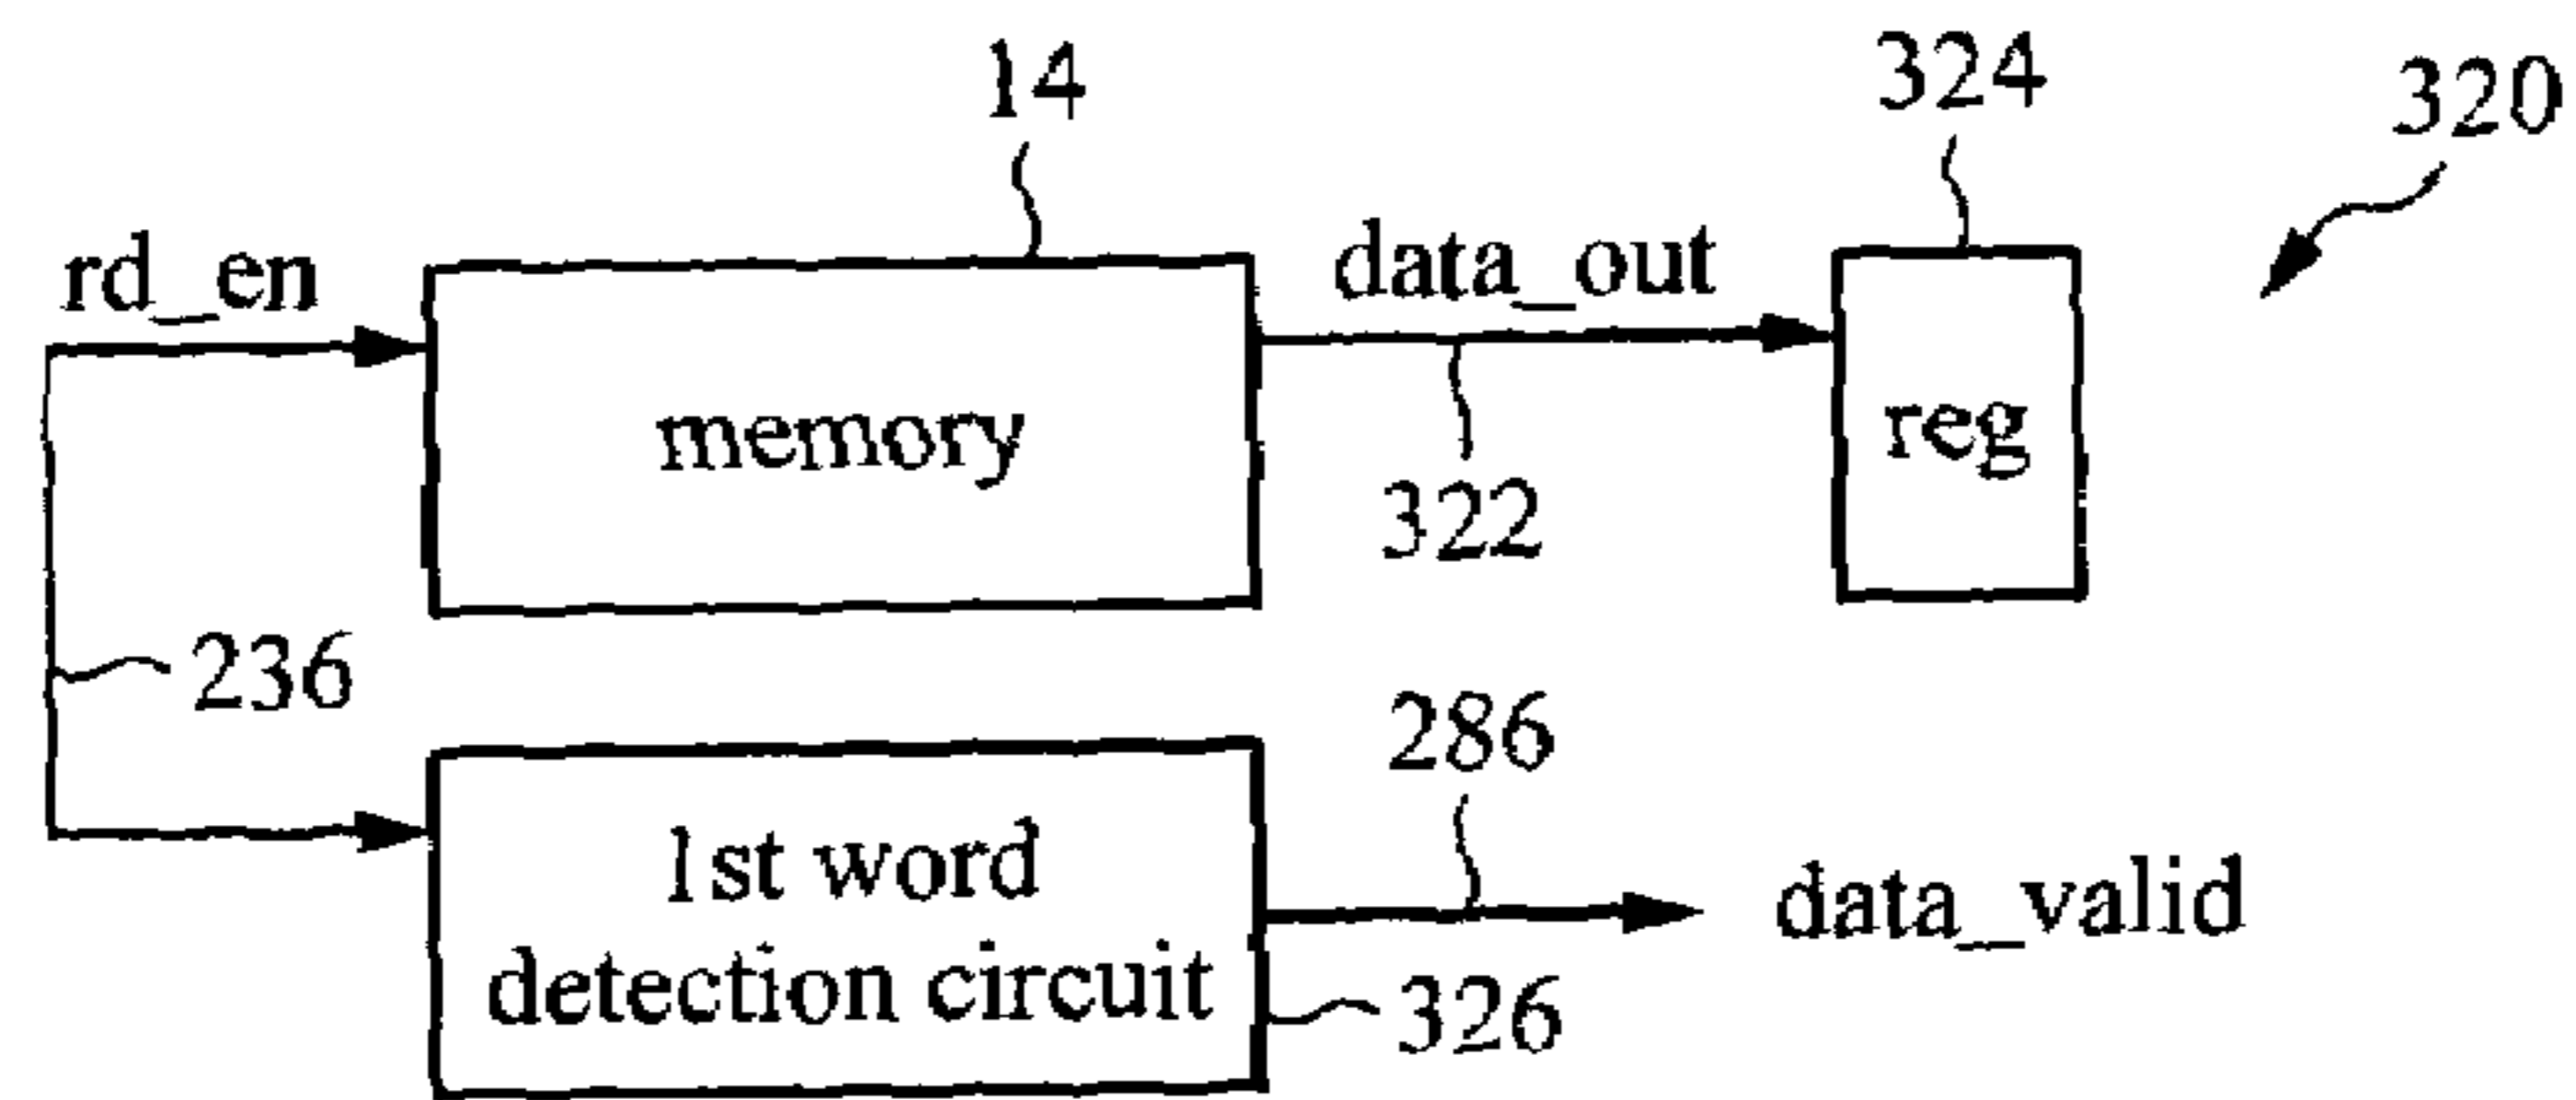 14
324
320
rd_en
data_out
memory
reg
322
236
286
1st word
detection circuit
data_valid
326